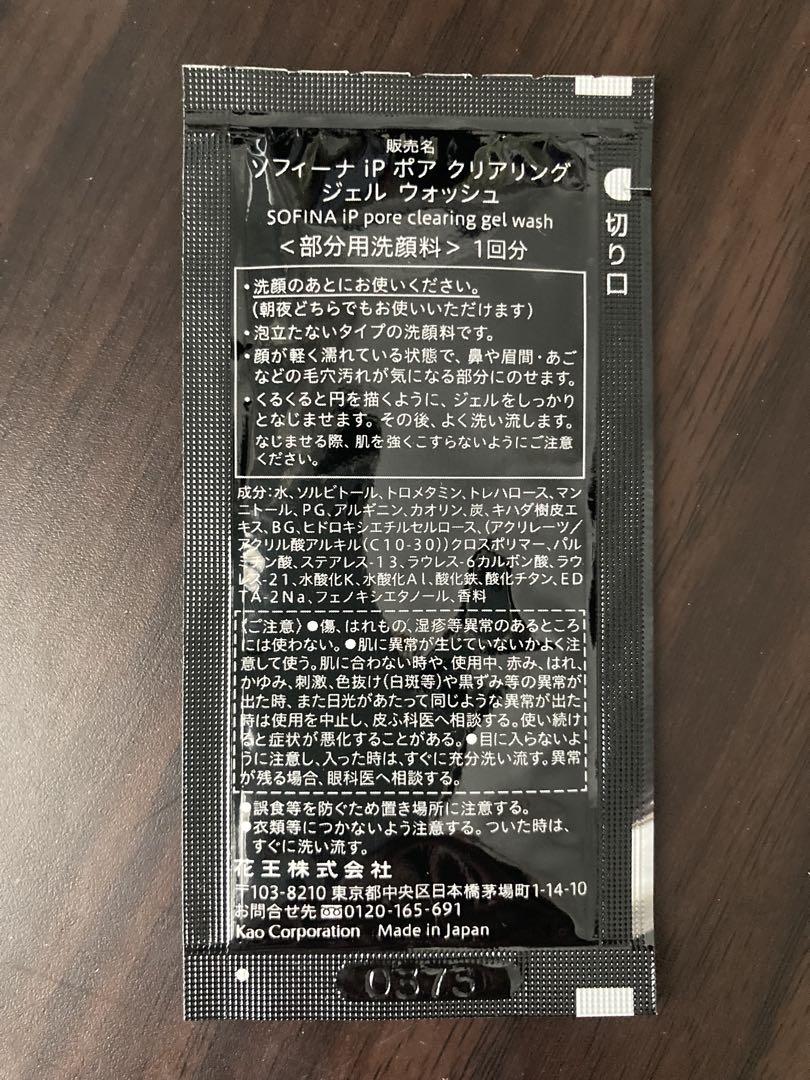 販売名
ソフィーナ iP ポア クリアリング
ジェル ウォッシュ
SOFINA iP pore clearing gel wash
＜部分用洗顔料＞ 1回分
切り口
・洗顔のあとにお使いください。
(朝夜どちらでもお使いいただけます)
・泡立たないタイプの洗顔料です。
・顔が軽く濡れている状態で、鼻や眉間・あご
などの毛穴汚れが気になる部分にのせます。
・くるくると円を描くように、ジェルをしっかり
となじませます。その後、よく洗い流します。
なじませる際、肌を強くこすらないようにご注意
ください。
成分:水、ソルビトール、トロメタミン、トレハロース、マン
ニトール、PG、アルギニン、カオリン、炭、キハダ樹皮エ
キス、BG、ヒドロキシエチルセルロース、(アクリレーツ/
アクリル酸アルキル(C10-30))クロスポリマー、パル
ミチン酸、ステアレス-13、ラウレス-6カルボン酸、ラウ
レス-21、水酸化K、水酸化Al、酸化鉄、酸化チタン、ED
TA-2Na、フェノキシエタノール、香料
〈ご注意〉●傷、はれもの、湿疹等異常のあるところ
には使わない。●肌に異常が生じていないかよく注
意して使う。肌に合わない時や、使用中、赤み、はれ、
かゆみ、刺激、色抜け(白斑等)や黒ずみ等の異常が
出た時、また日光があたって同じような異常が出た
時は使用を中止し、皮ふ科医へ相談する。使い続け
ると症状が悪化することがある。●目に入らないよ
うに注意し、入った時は、すぐに充分洗い流す。異常
が残る場合、眼科医へ相談する。
●誤食等を防ぐため置き場所に注意する。
●衣類等につかないよう注意する。ついた時は、
すぐに洗い流す。
花王株式会社
〒103-8210 東京都中央区日本橋茅場町1-14-10
お問合せ先 0120-165-691
Kao Corporation Made in Japan
0373